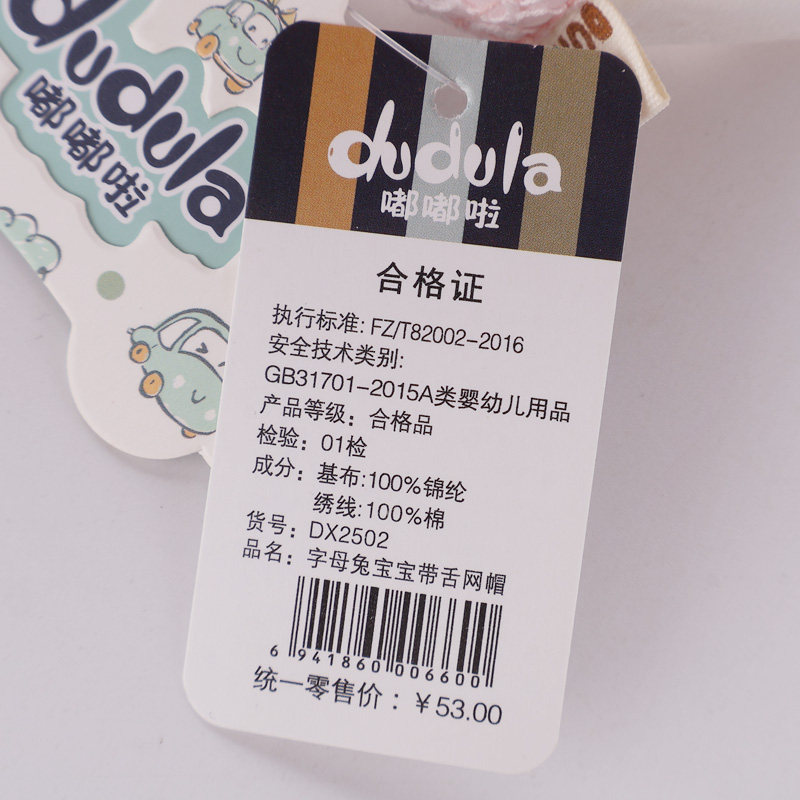 dudula
嘟嘟啦
dudula
嘟嘟啦
合格证
执行标准: FZ/T82002-2016
安全技术类别:
GB31701-2015A类婴幼儿用品
产品等级：合格品
检验：01检
成分：基布:100%锦纶
绣线:100%棉
货号：DX2502
品名：字母兔宝宝带舌网帽
6 941860 006600
统一零售价：￥53.00